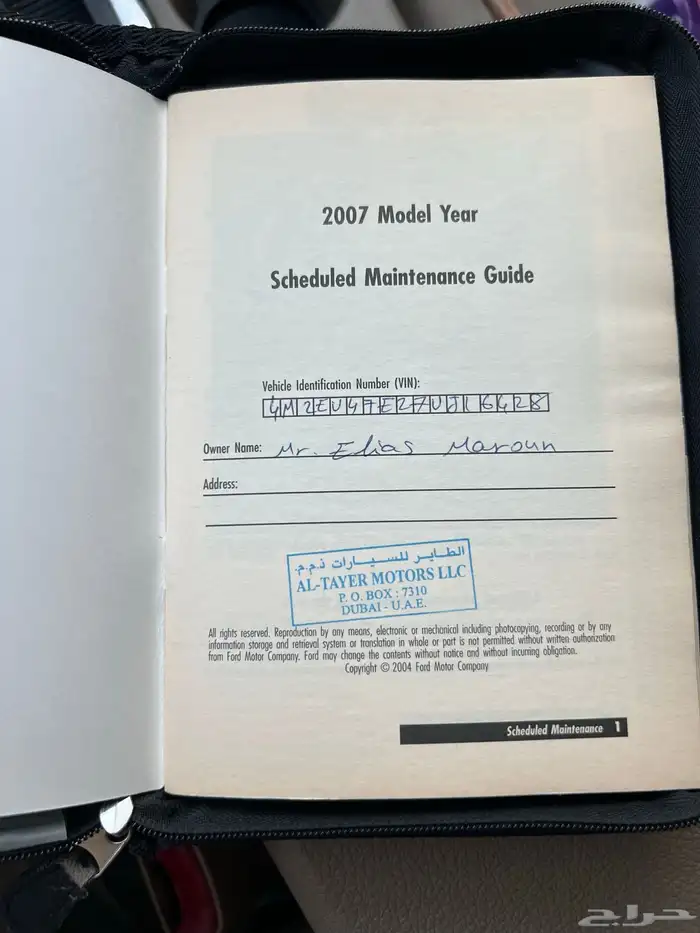 2007 Model Year
Scheduled Maintenance Guide
Vehicle Identification Number (VIN):
4M2EU47E27UJ16428
Owner Name: Mr. Elias Maroun
Address:
الطاير للسيارات ذ.م.م.
AL-TAYER MOTORS LLC
P. O. BOX : 7310
DUBAI - U.A.E.
All rights reserved. Reproduction by any means, electronic or mechanical including photocopying, recording or by any
information storage and retrieval system or translation in whole or part is not permitted without written authorization
from Ford Motor Company. Ford may change the contents without notice and without incurring obligation.
Copyright © 2004 Ford Motor Company
Scheduled Maintenance 1
حراج